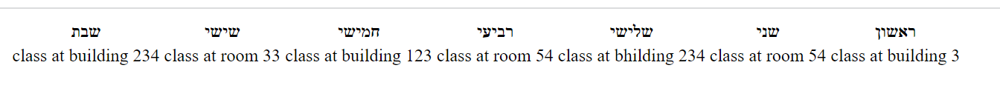 ראשון שני שלישי רביעי חמישי שישי שבת
class at building 234 class at room 33 class at building 123 class at room 54 class at bhilding 234 class at room 54 class at building 3